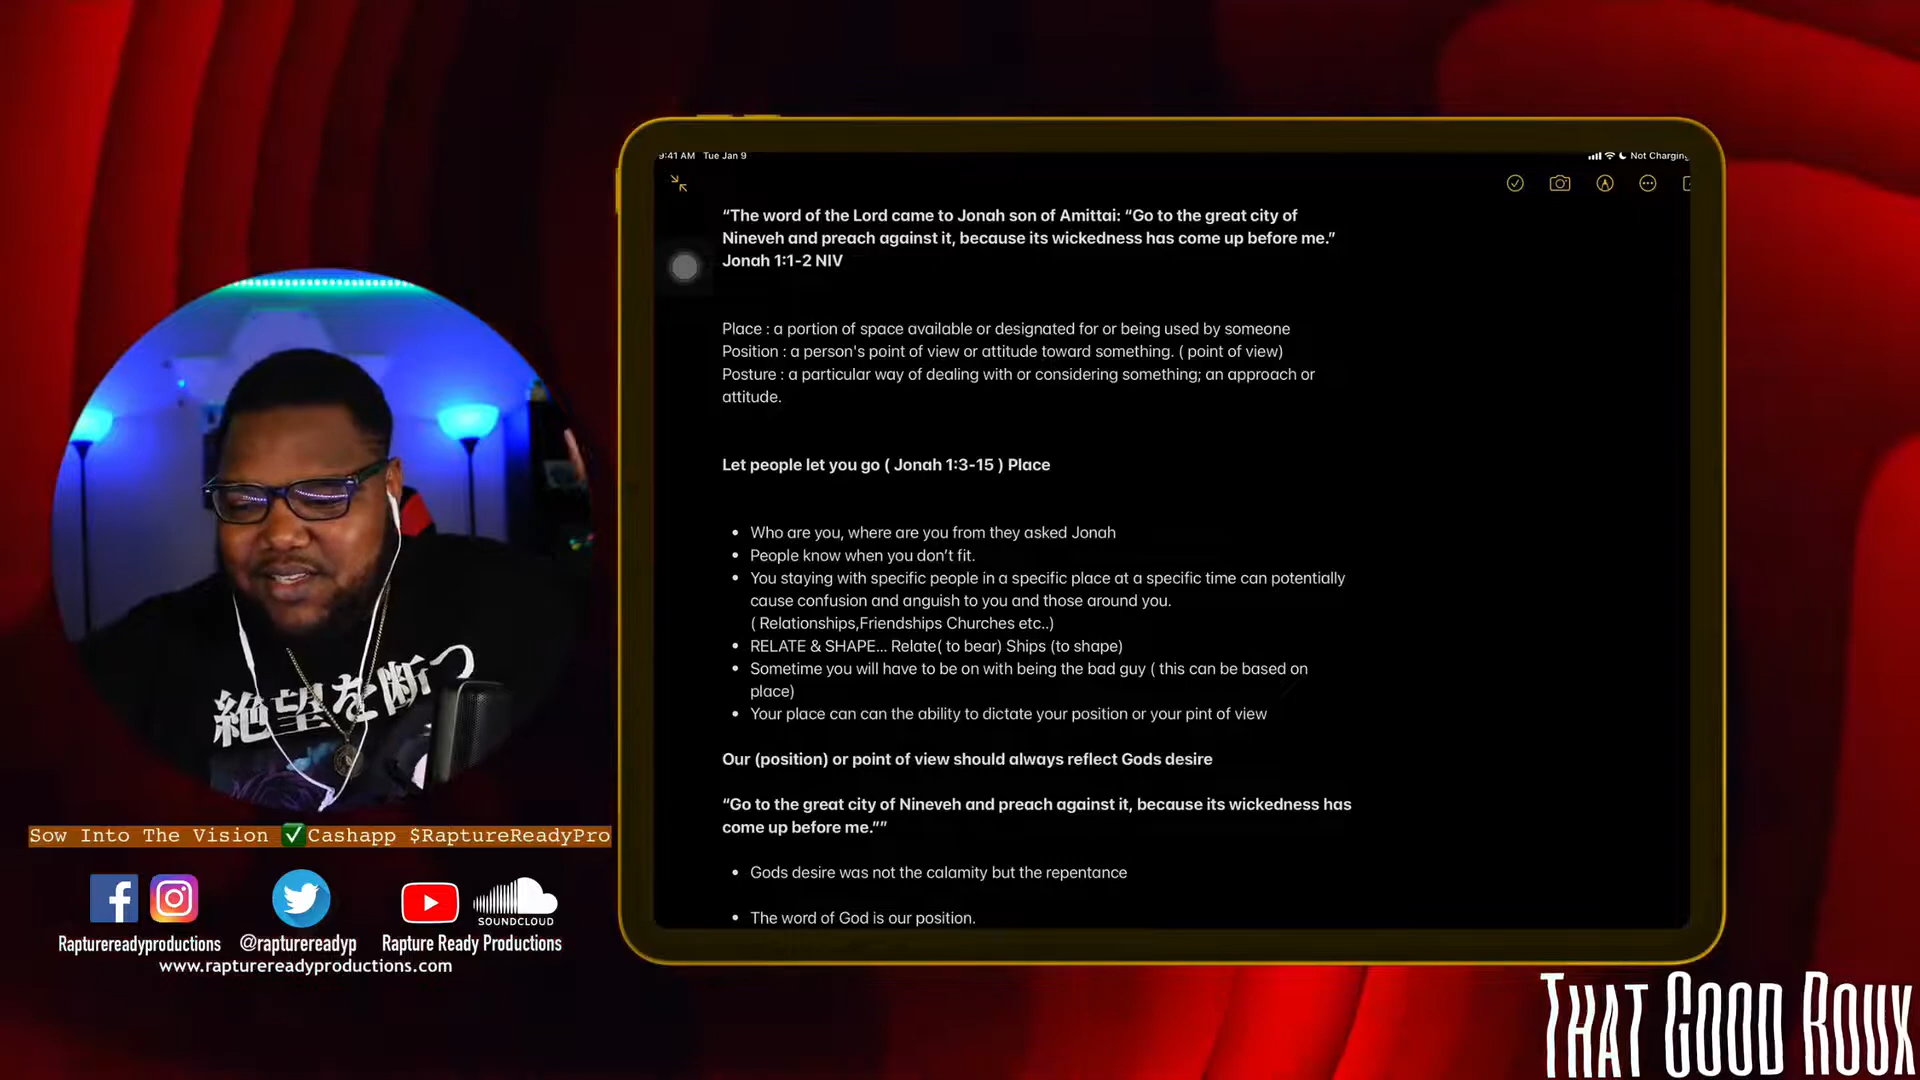 9:41 AM Tue Jan 9
Not Charging
“The word of the Lord came to Jonah son of Amittai: “Go to the great city of
Nineveh and preach against it, because its wickedness has come up before me.”
Jonah 1:1-2 NIV
Place : a portion of space available or designated for or being used by someone
Position : a person's point of view or attitude toward something. ( point of view)
Posture : a particular way of dealing with or considering something; an approach or
attitude.
Let people let you go ( Jonah 1:3-15 ) Place
• Who are you, where are you from they asked Jonah
• People know when you don’t fit.
• You staying with specific people in a specific place at a specific time can potentially
cause confusion and anguish to you and those around you.
( Relationships,Friendships Churches etc..)
• RELATE & SHAPE... Relate( to bear) Ships (to shape)
• Sometime you will have to be on with being the bad guy ( this can be based on
place)
• Your place can can the ability to dictate your position or your pint of view
Our (position) or point of view should always reflect Gods desire
“Go to the great city of Nineveh and preach against it, because its wickedness has
come up before me.””
• Gods desire was not the calamity but the repentance
• The word of God is our position.
絶望を断つ
Sow Into The Vision ✅Cashapp $RaptureReadyPro
SOUNDCLOUD
Rapturereadyproductions @rapturereadyp Rapture Ready Productions
www.rapturereadyproductions.com
THAT GOOD ROUX